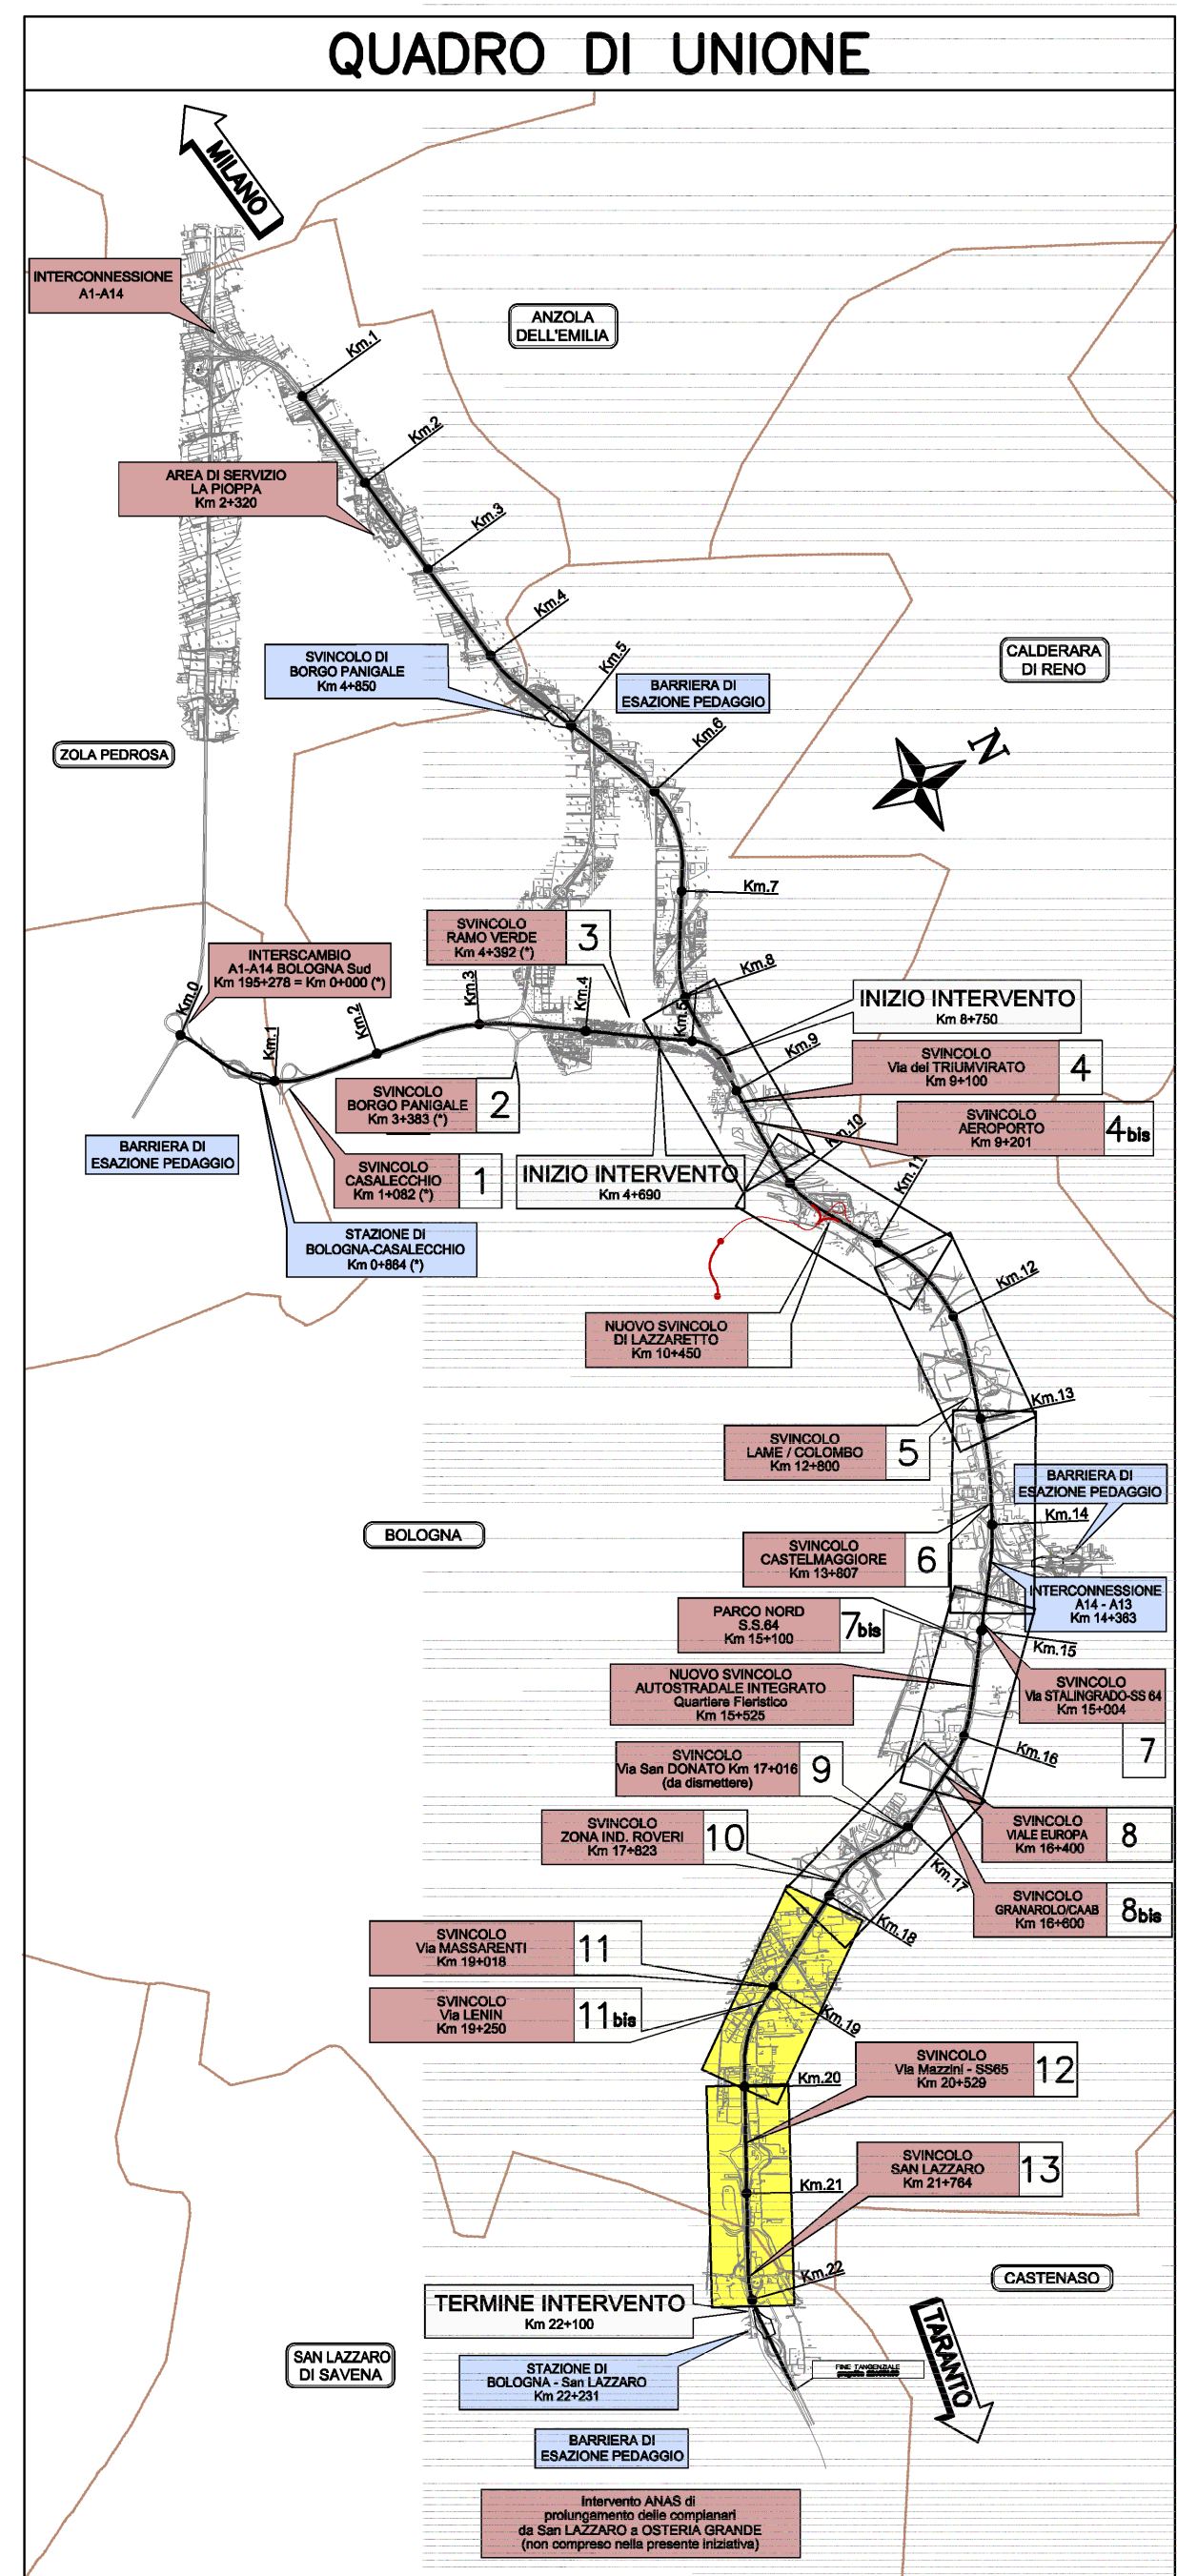 QUADRO DI UNIONE
MILANO
INTERCONNESSIONE
A1-A14
ANZOLA
DELL'EMILIA
Km.1
Km.2
AREA DI SERVIZIO
LA PIOPPA
Km 2+320
Km.3
Km.4
SVINCOLO DI
BORGO PANIGALE
Km 4+850
Km.5
BARRIERA DI
ESAZIONE PEDAGGIO
CALDERARA
DI RENO
Km.6
ZOLA PEDROSA
N
Km.7
SVINCOLO
RAMO VERDE
Km 4+392 (*)
3
INTERSCAMBIO
A1-A14 BOLOGNA Sud
Km 195+278 = Km 0+000 (*)
Km.0
Km.1
Km.2
Km.3
Km.4
Km.5
Km.8
INIZIO INTERVENTO
Km 8+750
Km.9
SVINCOLO
Via del TRIUMVIRATO
Km 9+100
4
SVINCOLO
BORGO PANIGALE
Km 3+383 (*)
2
SVINCOLO
AEROPORTO
Km 9+201
4bis
BARRIERA DI
ESAZIONE PEDAGGIO
SVINCOLO
CASALECCHIO
Km 1+082 (*)
1
INIZIO INTERVENTO
Km 4+690
Km.10
Km.11
STAZIONE DI
BOLOGNA-CASALECCHIO
Km 0+864 (*)
Km.12
NUOVO SVINCOLO
DI LAZZARETTO
Km 10+450
Km.13
SVINCOLO
LAME / COLOMBO
Km 12+800
5
BARRIERA DI
ESAZIONE PEDAGGIO
Km.14
BOLOGNA
SVINCOLO
CASTELMAGGIORE
Km 13+807
6
INTERCONNESSIONE
A14 - A13
Km 14+363
PARCO NORD
S.S.64
Km 15+100
7bis
Km.15
NUOVO SVINCOLO
AUTOSTRADALE INTEGRATO
Quartiere Fieristico
Km 15+525
SVINCOLO
Via STALINGRADO-SS 64
Km 15+004
7
Km.16
SVINCOLO
Via San DONATO Km 17+016
(da dismettere)
9
SVINCOLO
ZONA IND. ROVERI
Km 17+823
10
SVINCOLO
VIALE EUROPA
Km 16+400
8
Km.17
SVINCOLO
GRANAROLO/CAAB
Km 16+600
8bis
Km.18
SVINCOLO
Via MASSARENTI
Km 19+018
11
SVINCOLO
Via LENIN
Km 19+250
11bis
Km.19
SVINCOLO
Via Mazzini - SS65
Km 20+529
12
Km.20
SVINCOLO
SAN LAZZARO
Km 21+764
13
Km.21
Km.22
CASTENASO
TERMINE INTERVENTO
Km 22+100
SAN LAZZARO
DI SAVENA
STAZIONE DI
BOLOGNA - San LAZZARO
Km 22+231
FINE TANGENZIALE
TARANTO
BARRIERA DI
ESAZIONE PEDAGGIO
Intervento ANAS di
prolungamento delle complanari
da San LAZZARO a OSTERIA GRANDE
(non compreso nella presente iniziativa)